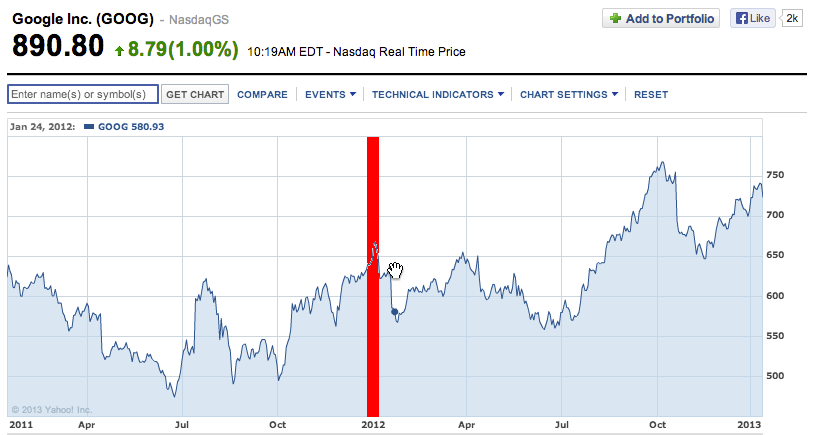 Google Inc. (GOOG) - NasdaqGS
Add to Portfolio
Like
2k
890.80 8.79(1.00%) 10:19AM EDT - Nasdaq Real Time Price
Enter name(s) or symbol(s) GET CHART COMPARE EVENTS TECHNICAL INDICATORS CHART SETTINGS RESET
Jan 24, 2012: GOOG 580.93
750
700
650
600
550
500
© 2013 Yahoo! Inc.
2011 Apr Jul Oct 2012 Apr Jul Oct 2013